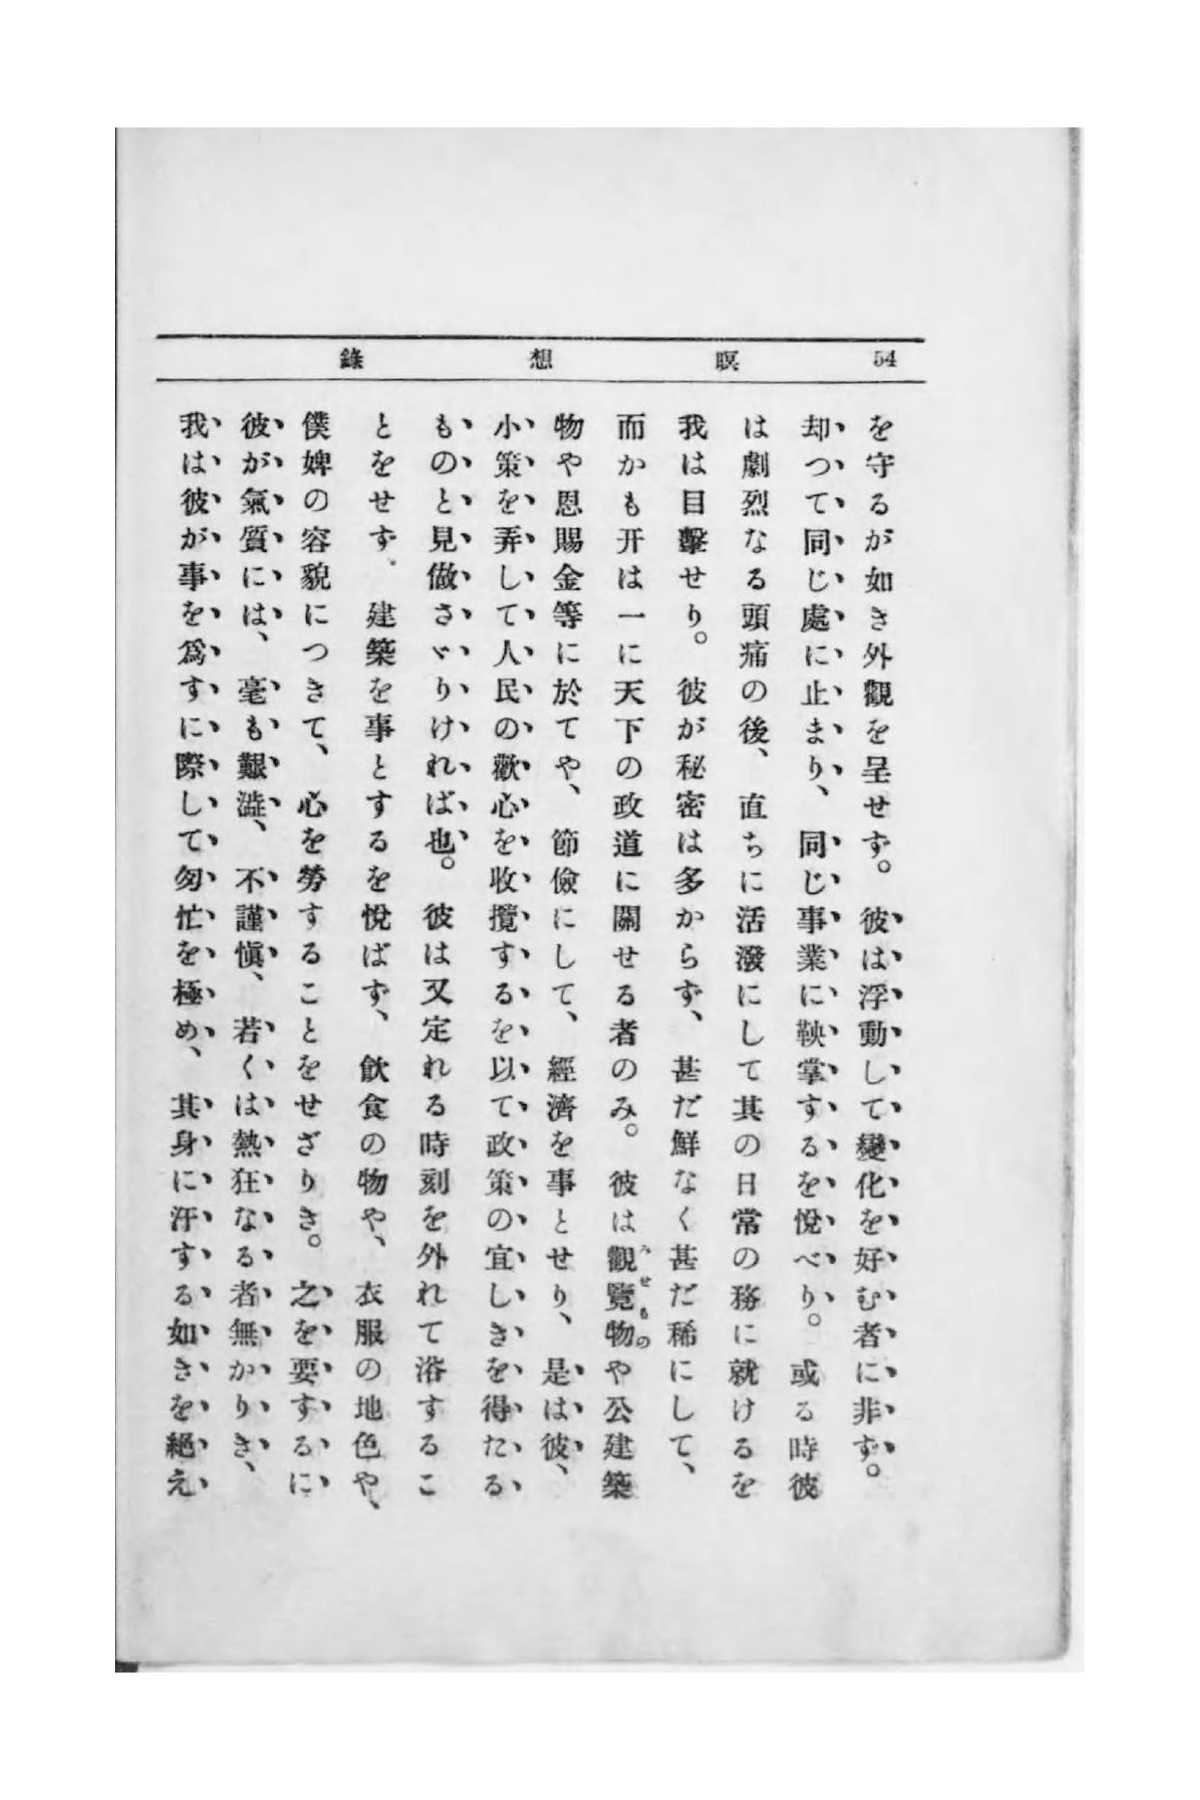 54 瞑想錄
を守るが如き外觀を呈せず。彼は浮動して變化を好む者に非ず。
却つて同じ處に止まり、同じ事業に鞅掌するを悅べり。或る時彼
は劇烈なる頭痛の後、直ちに活潑にして其の日常の務に就けるを
我は目擊せり。彼が秘密は多からず、甚だ鮮なく甚だ稀にして、
而かも开は一に天下の政道に關せる者のみ。彼は觀覽物や公建築
みせもの
物や恩賜金等に於てや、節儉にして、經濟を事とせり、是は彼、
小策を弄して人民の歡心を收攬するを以て政策の宜しきを得たる
ものと見做さゞりければ也。彼は又定れる時刻を外れて浴するこ
とをせず。建築を事とするを悅ばず、飮食の物や、衣服の地色や、
僕婢の容貌につきて、心を勞することをせざりき。之を要するに
彼が氣質には、毫も艱澁、不謹愼、若くは熱狂なる者無かりき、
我は彼が事を爲すに際して匆忙を極め、其身に汗する如きを絕え